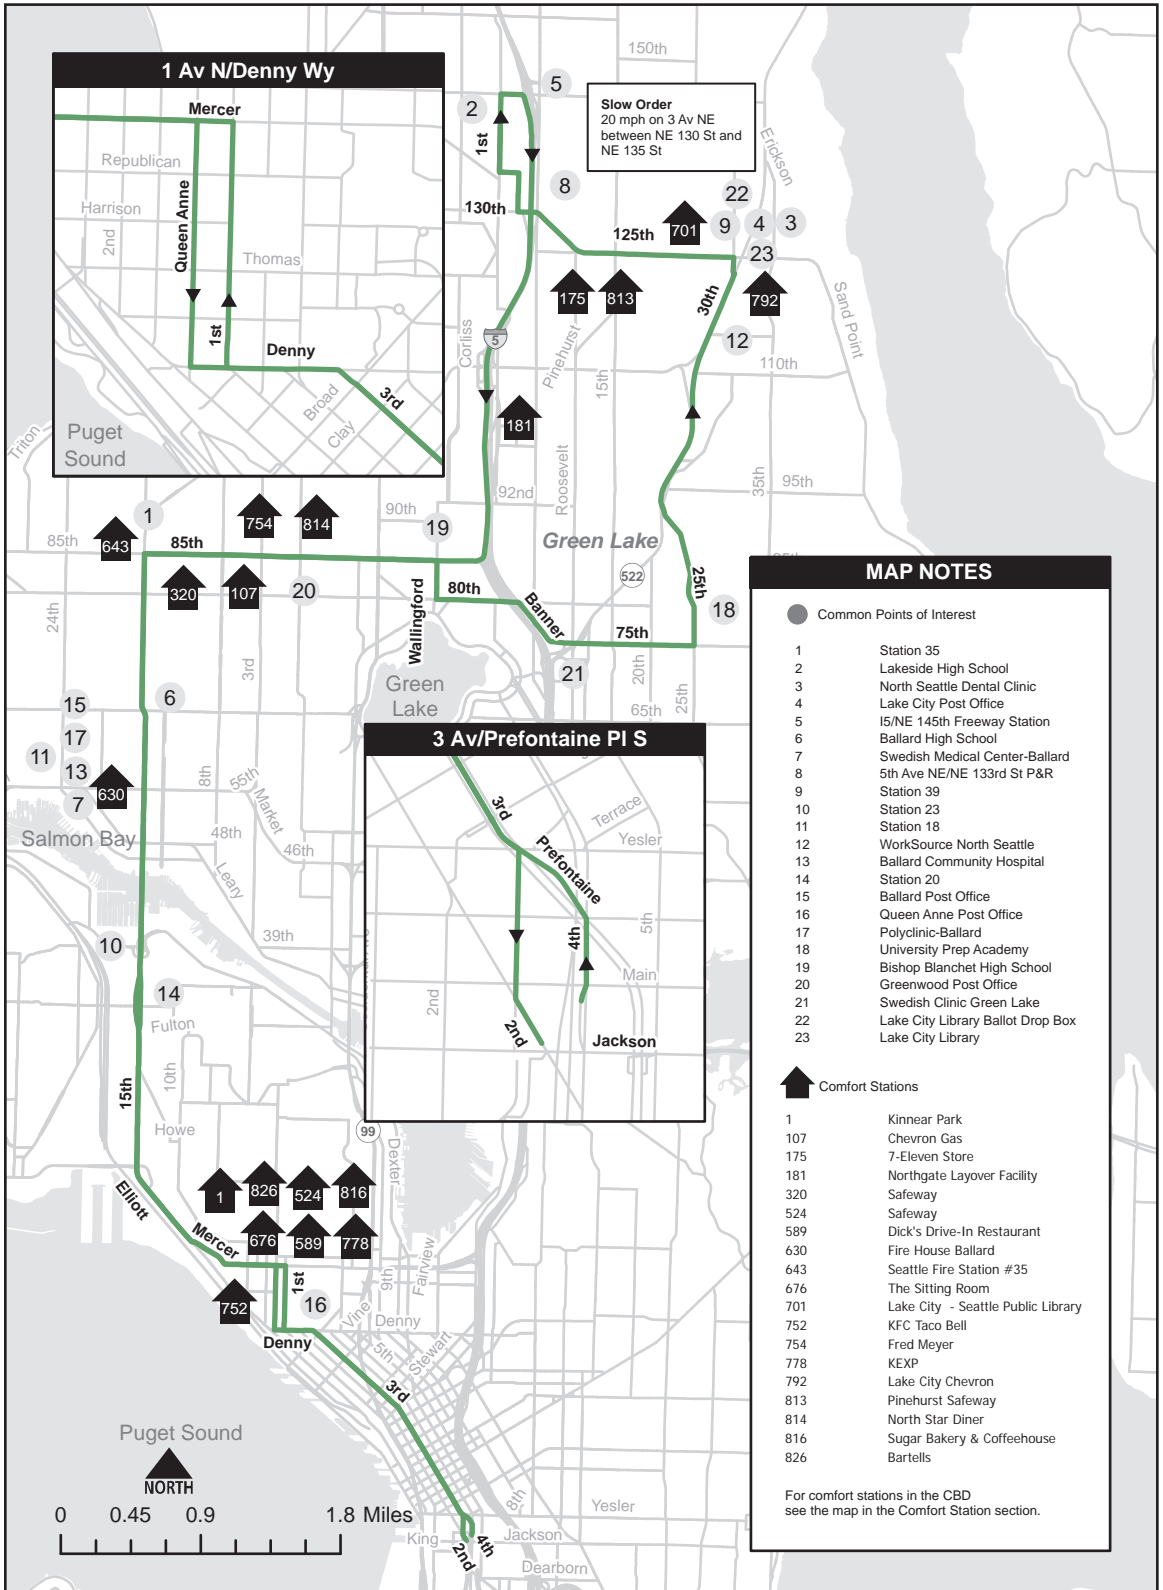 150th
1 Av N/Denny Wy
Mercer
Republican
Harrison
2nd
Queen Anne
Thomas
1st
Denny
Broad
Clay
3rd
Puget
Sound
Triton
5
2
1st
Slow Order
20 mph on 3 Av NE
between NE 130 St and
NE 135 St
Erickson
8
22
130th
125th
701
9
4
3
23
175
813
30th
792
Sand Point
Corliss
5
Pinehurst
15th
12
110th
181
Roosevelt
92nd
35th
95th
90th
1
754
814
19
85th
643
85th
Green Lake
522
320
107
20
80th
Wallingford
Banner
25th
18
75th
24th
3rd
21
20th
25th
65th
Green
Lake
15
6
17
11
13
630
7
8th
55th
Market
Salmon Bay
48th
46th
Leary
39th
10
14
Fulton
10th
15th
Howe
3 Av/Prefontaine Pl S
3rd
Terrace
Yesler
Prefontaine
4th
5th
Main
2nd
2nd
Jackson
99
Dexter
Elliott
1
826
524
816
676
589
778
Mercer
752
1st
16
9th
Fairview
Vine
Denny
Denny
5th
Stewart
3rd
Puget Sound
NORTH
0 0.45 0.9 1.8 Miles
8th
Yesler
King
Jackson
2nd
4th
Dearborn
MAP NOTES
Common Points of Interest
1 Station 35
2 Lakeside High School
3 North Seattle Dental Clinic
4 Lake City Post Office
5 I5/NE 145th Freeway Station
6 Ballard High School
7 Swedish Medical Center-Ballard
8 5th Ave NE/NE 133rd St P&R
9 Station 39
10 Station 23
11 Station 18
12 WorkSource North Seattle
13 Ballard Community Hospital
14 Station 20
15 Ballard Post Office
16 Queen Anne Post Office
17 Polyclinic-Ballard
18 University Prep Academy
19 Bishop Blanchet High School
20 Greenwood Post Office
21 Swedish Clinic Green Lake
22 Lake City Library Ballot Drop Box
23 Lake City Library
Comfort Stations
1 Kinnear Park
107 Chevron Gas
175 7-Eleven Store
181 Northgate Layover Facility
320 Safeway
524 Safeway
589 Dick's Drive-In Restaurant
630 Fire House Ballard
643 Seattle Fire Station #35
676 The Sitting Room
701 Lake City - Seattle Public Library
752 KFC Taco Bell
754 Fred Meyer
778 KEXP
792 Lake City Chevron
813 Pinehurst Safeway
814 North Star Diner
816 Sugar Bakery & Coffeehouse
826 Bartells
For comfort stations in the CBD
see the map in the Comfort Station section.